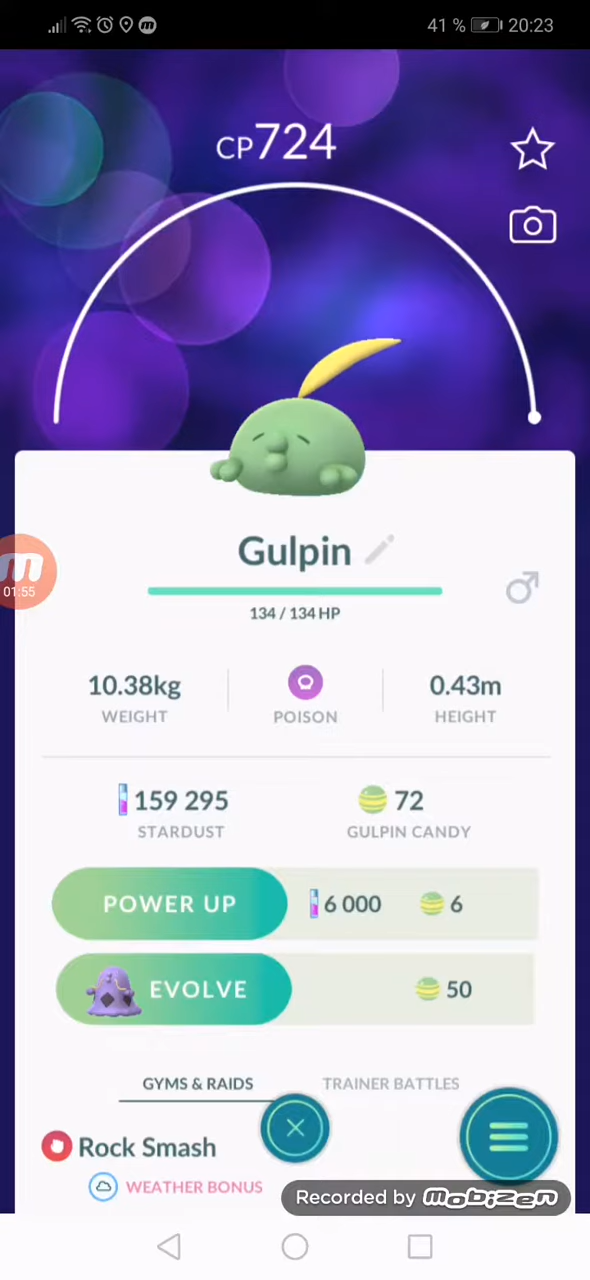 41 % 20:23
CP724
Gulpin
01:55
134 / 134 HP
10.38kg 0.43m
WEIGHT POISON HEIGHT
159 295 72
STARDUST GULPIN CANDY
POWER UP 6 000 6
EVOLVE 50
GYMS & RAIDS TRAINER BATTLES
Rock Smash
WEATHER BONUS
Recorded by Mobizen